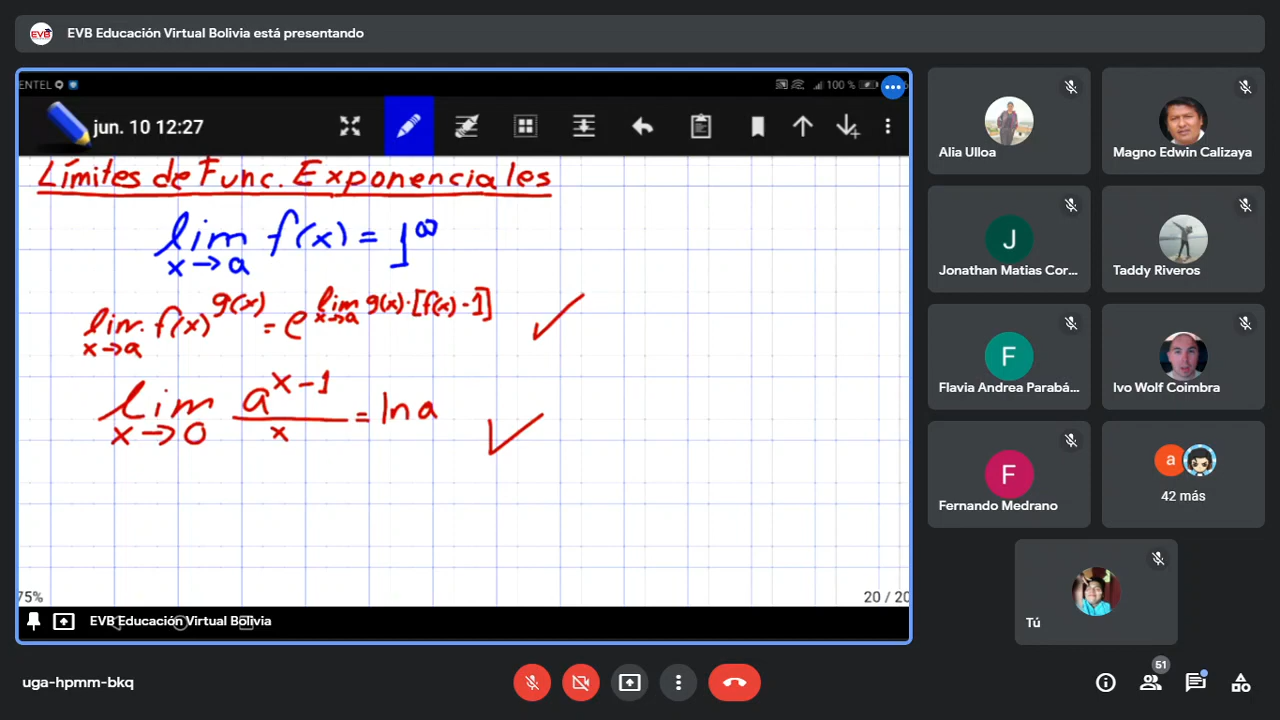 EVB Educación Virtual Bolivia está presentando
ENTEL 100 %
jun. 10 12:27
Límites de Func. Exponenciales
lim x→a f(x) = 1^∞
lim. x→a f(x)^g(x) = e^lim x→a g(x)·[f(x)-1]
lim x→0 a^x-1 / x = ln a
75% 20 / 20
EVB Educación Virtual Bolivia
Alia Ulloa
Magno Edwin Calizaya
J
Jonathan Matias Cor...
Taddy Riveros
F
Flavia Andrea Parabá...
Ivo Wolf Coimbra
F
Fernando Medrano
a
42 más
Tú
uga-hpmm-bkq
51